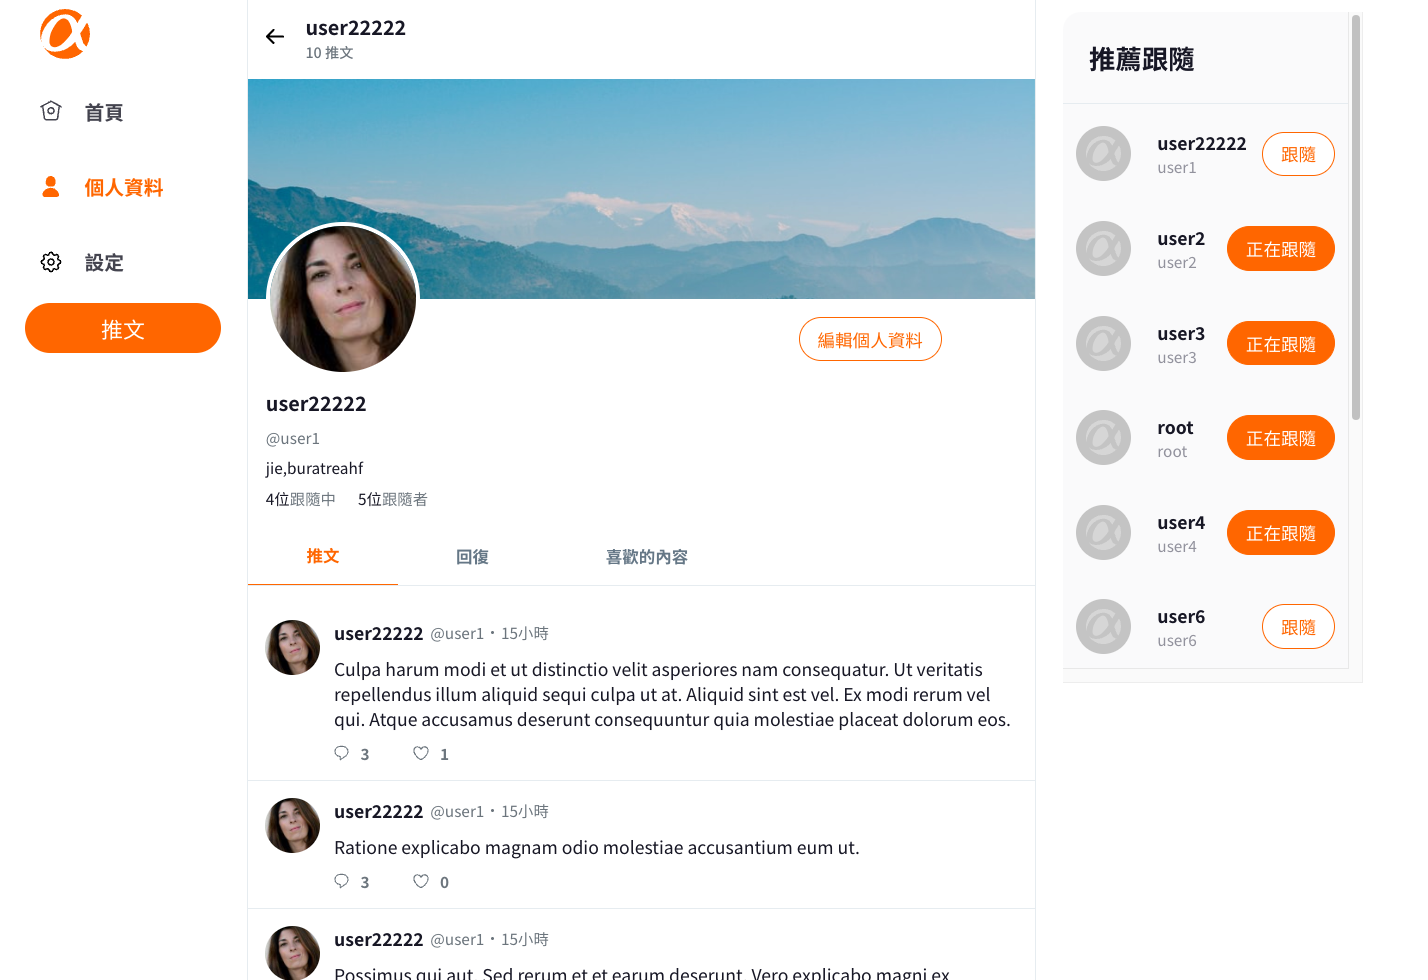 首頁
個人資料
設定
推文
user22222
10 推文
編輯個人資料
user22222
@user1
jie,buratreahf
4位跟隨中 5位跟隨者
推文 回復 喜歡的內容
user22222 @user1・15小時
Culpa harum modi et ut distinctio velit asperiores nam consequatur. Ut veritatis
repellendus illum aliquid sequi culpa ut at. Aliquid sint est vel. Ex modi rerum vel
qui. Atque accusamus deserunt consequuntur quia molestiae placeat dolorum eos.
3 1
user22222 @user1・15小時
Ratione explicabo magnam odio molestiae accusantium eum ut.
3 0
user22222 @user1・15小時
Possimus qui aut. Sed rerum et et earum deserunt. Vero explicabo magni ex
推薦跟隨
user22222
user1
跟隨
user2
user2
正在跟隨
user3
user3
正在跟隨
root
root
正在跟隨
user4
user4
正在跟隨
user6
user6
跟隨